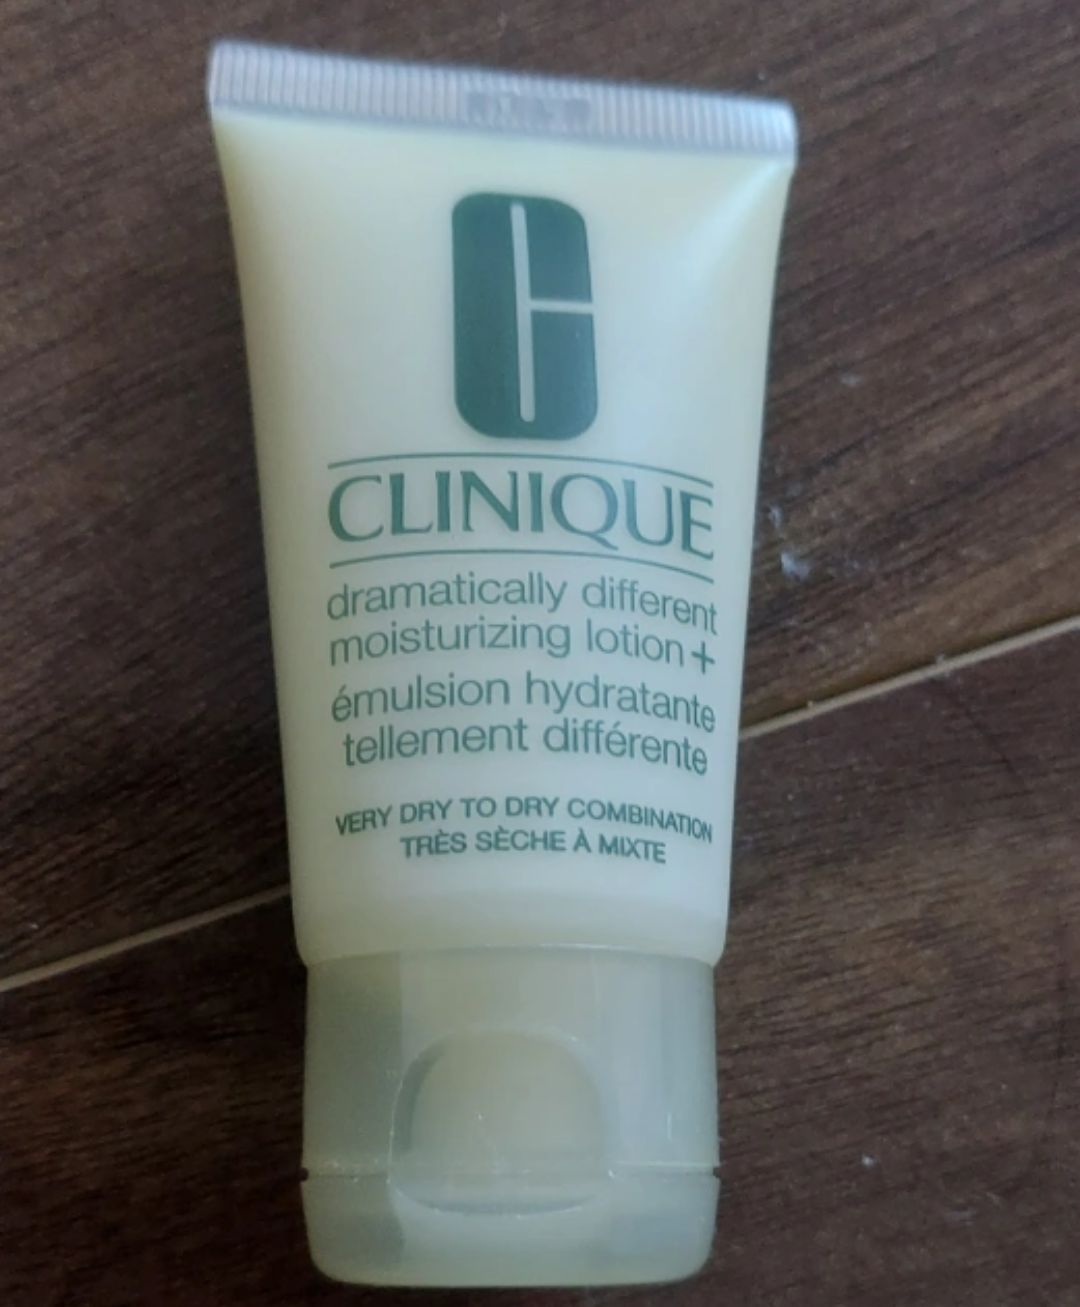 CLINIQUE
dramatically different
moisturizing lotion+
émulsion hydratante
tellement différente
VERY DRY TO DRY COMBINATION
TRÈS SÈCHE À MIXTE